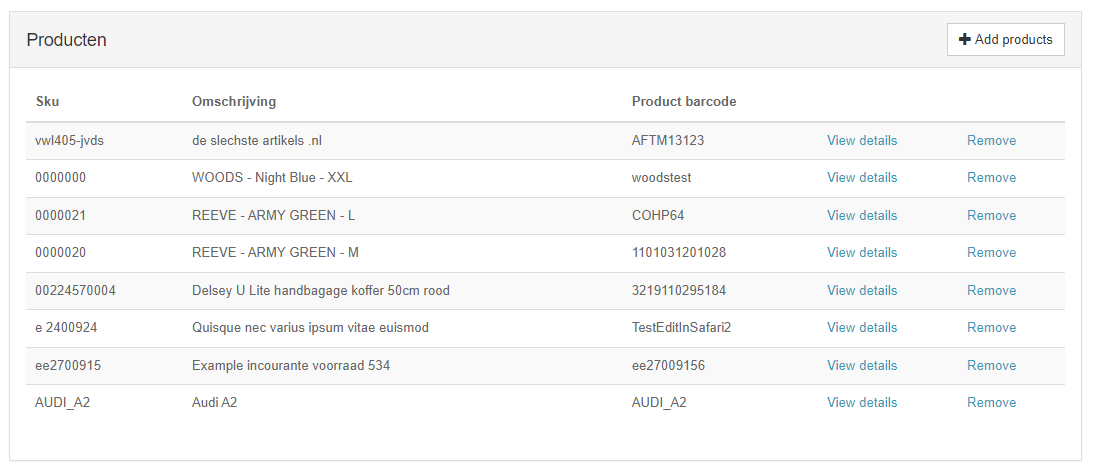 Producten
Add products
Sku Omschrijving Product barcode
vwl405-jvds de slechste artikels .nl AFTM13123 View details Remove
0000000 WOODS - Night Blue - XXL woodstest View details Remove
0000021 REEVE - ARMY GREEN - L COHP64 View details Remove
0000020 REEVE - ARMY GREEN - M 1101031201028 View details Remove
00224570004 Delsey U Lite handbagage koffer 50cm rood 3219110295184 View details Remove
e 2400924 Quisque nec varius ipsum vitae euismod TestEditInSafari2 View details Remove
ee2700915 Example incourante voorraad 534 ee27009156 View details Remove
AUDI_A2 Audi A2 AUDI_A2 View details Remove